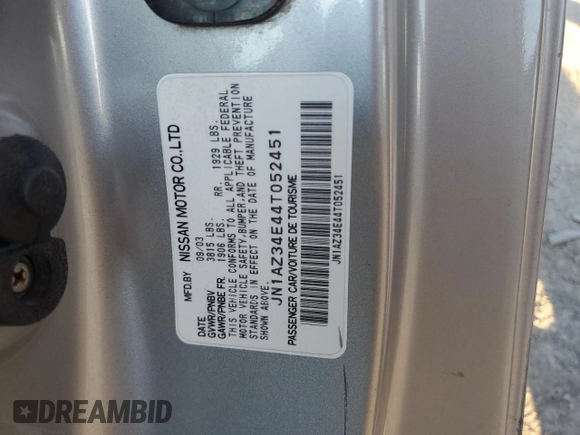 MFD.BY NISSAN MOTOR CO.,LTD
DATE 09/03
GVWR/PNBV 3815 LBS.
GAWR/PNBE FR. 1906 LBS. RR. 1929 LBS.
THIS VEHICLE CONFORMS TO ALL APPLICABLE FEDERAL
MOTOR VEHICLE SAFETY,BUMPER,AND THEFT PREVENTION
STANDARDS IN EFFECT ON THE DATE OF MANUFACTURE
SHOWN ABOVE.
PASSENGER CAR/VOITURE DE TOURISME
JN1AZ34E44T052451
JN1AZ34E44T052451
DREAMBID